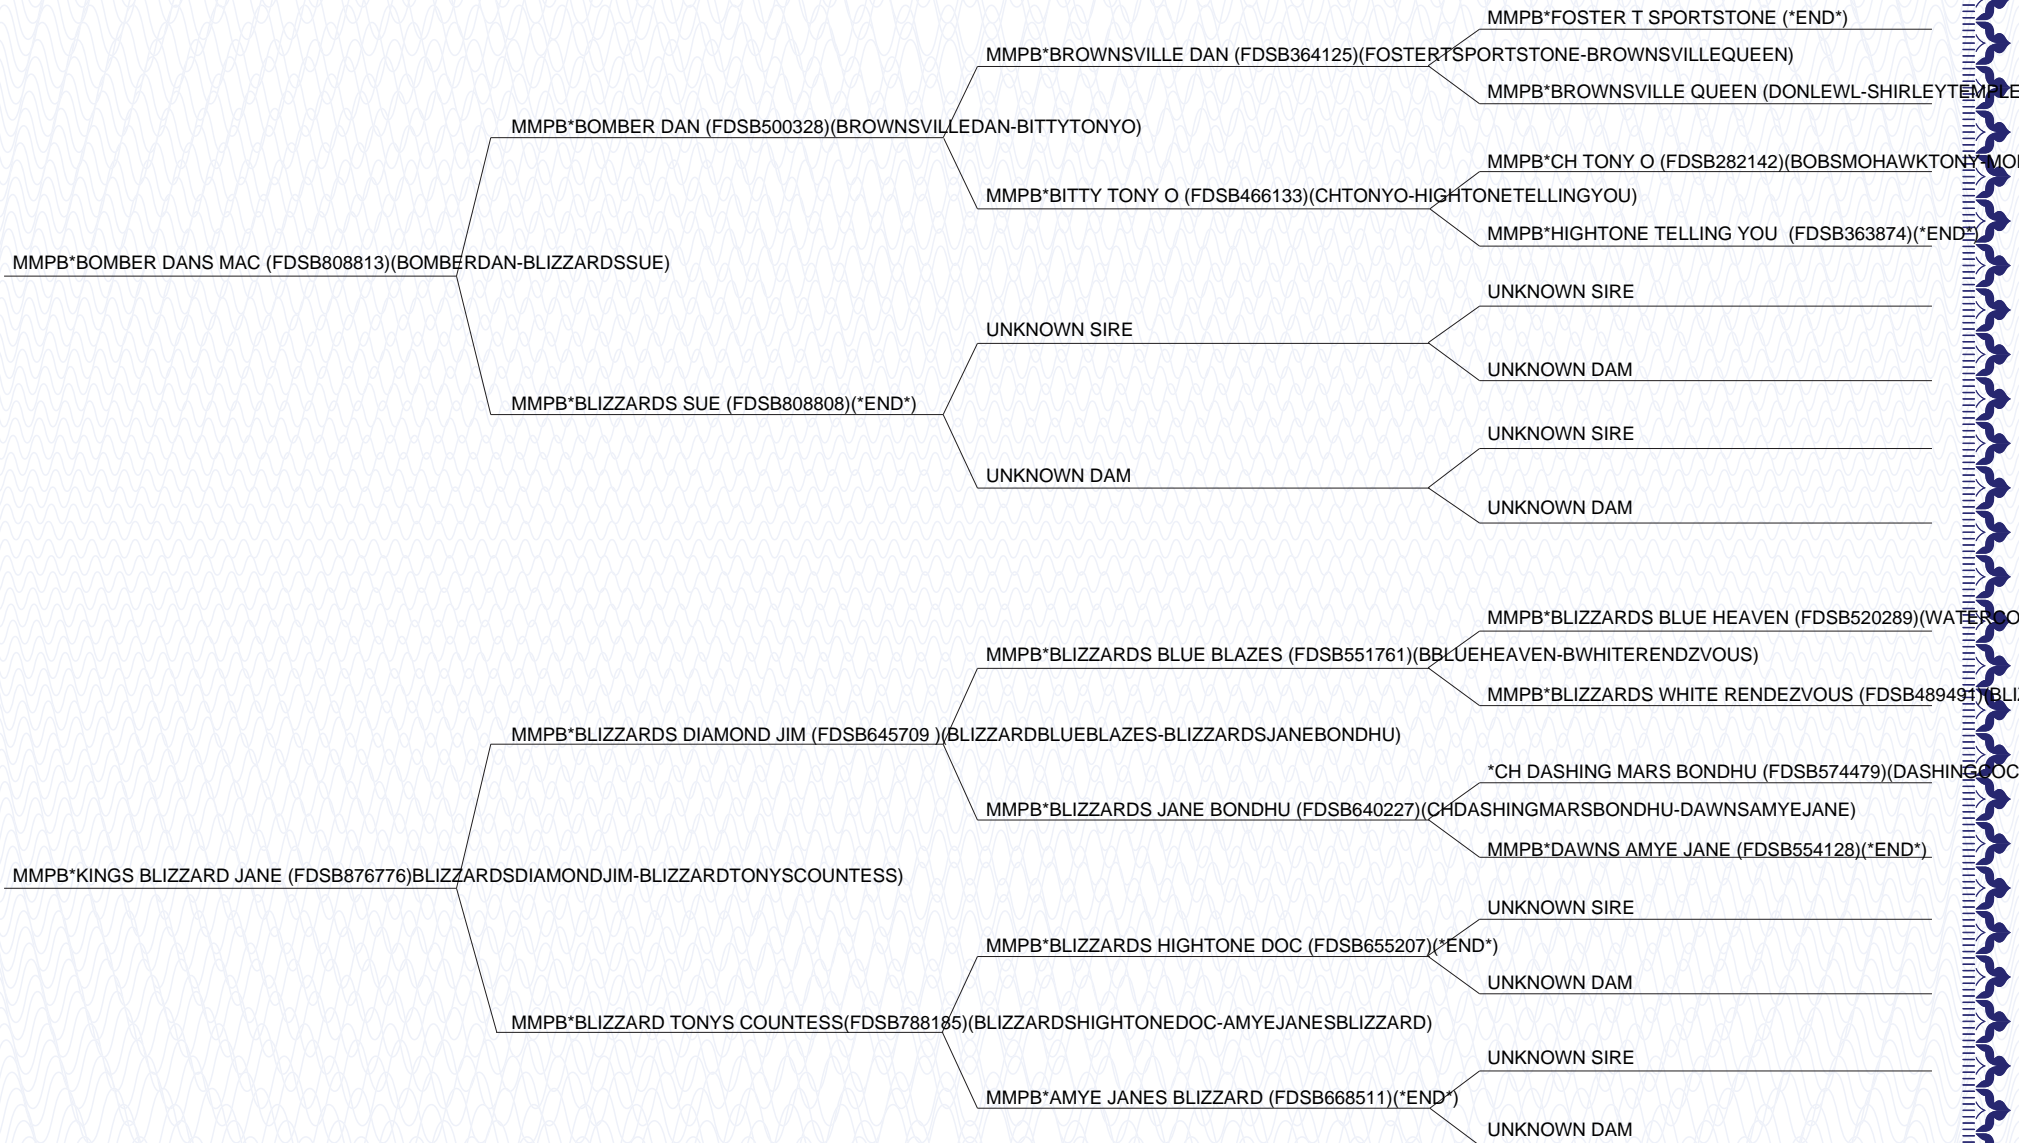 MMPB*FOSTER T SPORTSTONE (*END*)
MMPB*BROWNSVILLE DAN (FDSB364125)(FOSTERTSPORTSTONE-BROWNSVILLEQUEEN)
MMPB*BROWNSVILLE QUEEN (DONLEWL-SHIRLEYTEMPLE
MMPB*BOMBER DAN (FDSB500328)(BROWNSVILLEDAN-BITTYTONYO)
MMPB*CH TONY O (FDSB282142)(BOBSMOHAWKTONY-MO
MMPB*BITTY TONY O (FDSB466133)(CHTONYO-HIGHTONETELLINGYOU)
MMPB*HIGHTONE TELLING YOU (FDSB363874)(*END*)
MMPB*BOMBER DANS MAC (FDSB808813)(BOMBERDAN-BLIZZARDSSUE)
UNKNOWN SIRE
UNKNOWN SIRE
UNKNOWN DAM
MMPB*BLIZZARDS SUE (FDSB808808)(*END*)
UNKNOWN SIRE
UNKNOWN DAM
UNKNOWN DAM
MMPB*BLIZZARDS BLUE HEAVEN (FDSB520289)(WATERCO
MMPB*BLIZZARDS BLUE BLAZES (FDSB551761)(BBLUEHEAVEN-BWHITERENDZVOUS)
MMPB*BLIZZARDS WHITE RENDEZVOUS (FDSB489491)(BLI
MMPB*BLIZZARDS DIAMOND JIM (FDSB645709 )(BLIZZARDBLUEBLAZES-BLIZZARDSJANEBONDHU)
*CH DASHING MARS BONDHU (FDSB574479)(DASHINGCOC
MMPB*BLIZZARDS JANE BONDHU (FDSB640227)(CHDASHINGMARSBONDHU-DAWNSAMYEJANE)
MMPB*DAWNS AMYE JANE (FDSB554128)(*END*)
MMPB*KINGS BLIZZARD JANE (FDSB876776)BLIZZARDSDIAMONDJIM-BLIZZARDTONYSCOUNTESS)
UNKNOWN SIRE
MMPB*BLIZZARDS HIGHTONE DOC (FDSB655207)(*END*)
UNKNOWN DAM
MMPB*BLIZZARD TONYS COUNTESS(FDSB788185)(BLIZZARDSHIGHTONEDOC-AMYEJANESBLIZZARD)
UNKNOWN SIRE
MMPB*AMYE JANES BLIZZARD (FDSB668511)(*END*)
UNKNOWN DAM